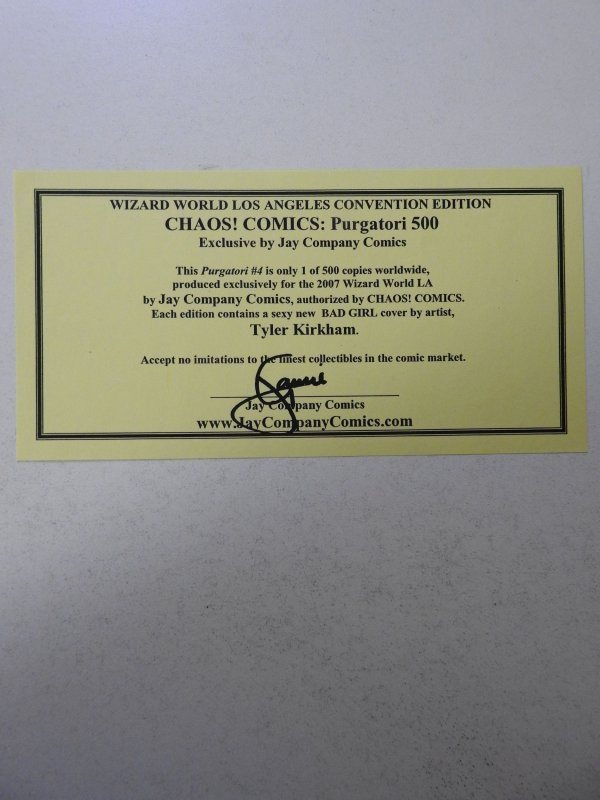 WIZARD WORLD LOS ANGELES CONVENTION EDITION
CHAOS! COMICS: Purgatori 500
Exclusive by Jay Company Comics
This Purgatori #4 is only 1 of 500 copies worldwide,
produced exclusively for the 2007 Wizard World LA
by Jay Company Comics, authorized by CHAOS! COMICS.
Each edition contains a sexy new BAD GIRL cover by artist,
Tyler Kirkham.
Accept no imitations to the finest collectibles in the comic market.
Jay Company Comics
www.JayCompanyComics.com